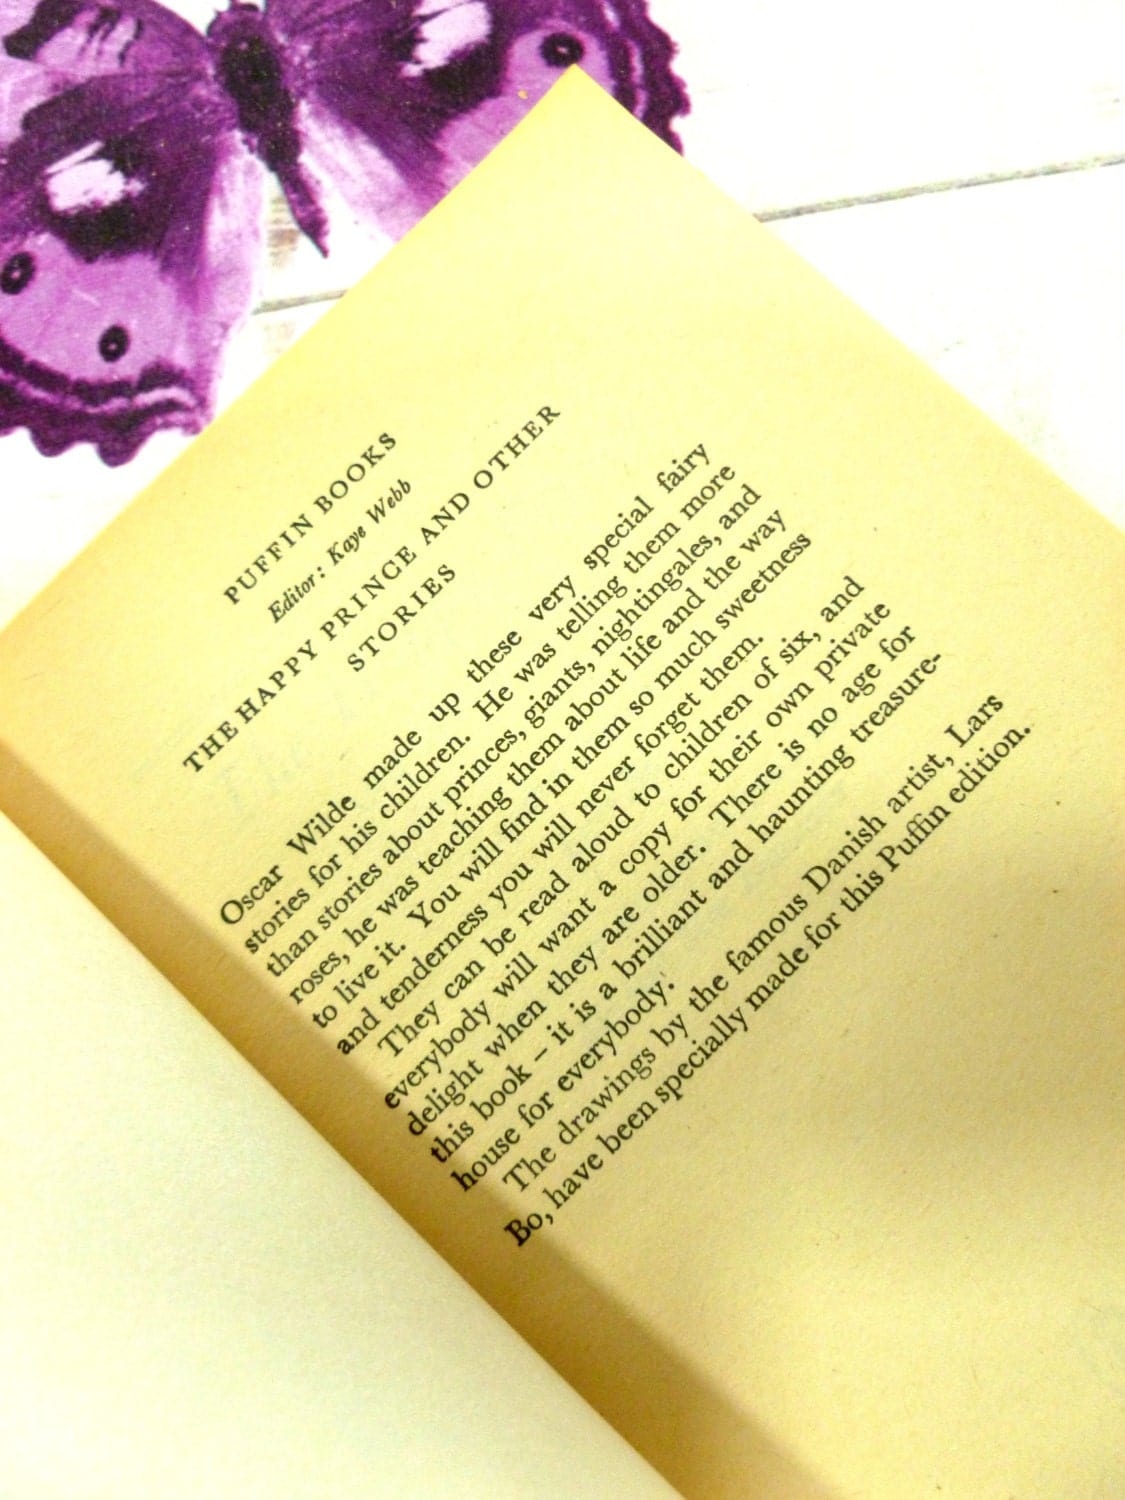 PUFFIN BOOKS
Editor: Kaye Webb
THE HAPPY PRINCE AND OTHER
STORIES
Oscar Wilde made up these very special fairy
stories for his children. He was telling them more
than stories about princes, giants, nightingales, and
roses, he was teaching them about life and the way
to live it. You will find in them so much sweetness
and tenderness you will never forget them.
They can be read aloud to children of six, and
everybody will want a copy for their own private
delight when they are older. There is no age for
this book – it is a brilliant and haunting treasure-
house for everybody.
The drawings by the famous Danish artist, Lars
Bo, have been specially made for this Puffin edition.